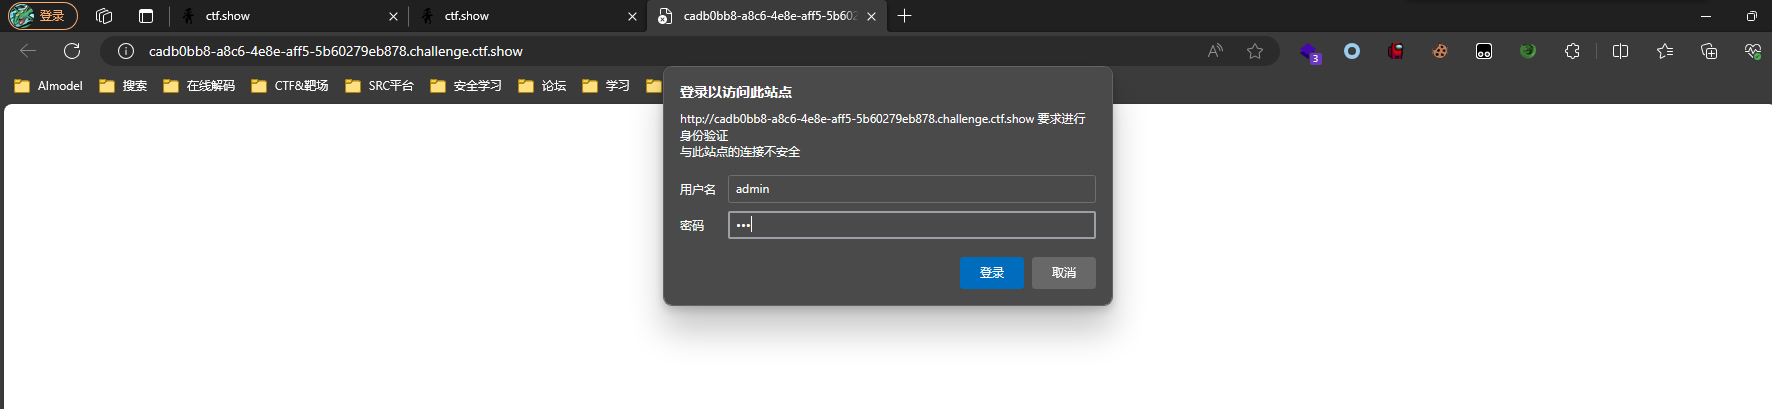 登录
ctf.show
ctf.show
cadb0bb8-a8c6-4e8e-aff5-5b602
cadb0bb8-a8c6-4e8e-aff5-5b60279eb878.challenge.ctf.show
3
AImodel 搜索 在线解码 CTF&靶场 SRC平台 安全学习 论坛 学习
登录以访问此站点
http://cadb0bb8-a8c6-4e8e-aff5-5b60279eb878.challenge.ctf.show 要求进行
身份验证
与此站点的连接不安全
用户名 admin
密码 •••
登录 取消